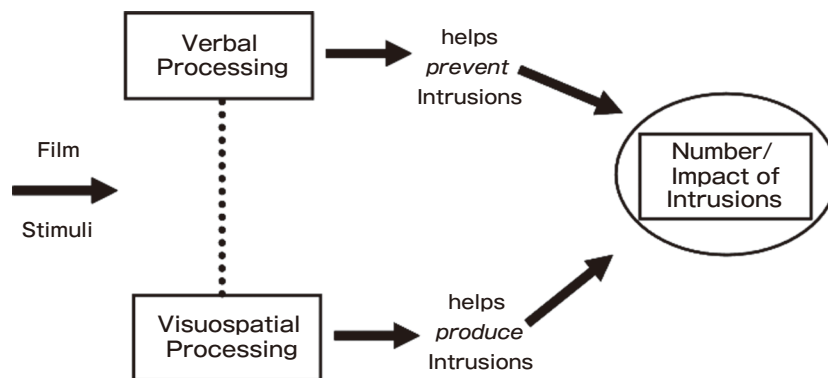 Verbal
Processing
helps
prevent
Intrusions
Film
Stimuli
Number/
Impact of
Intrusions
Visuospatial
Processing
helps
produce
Intrusions